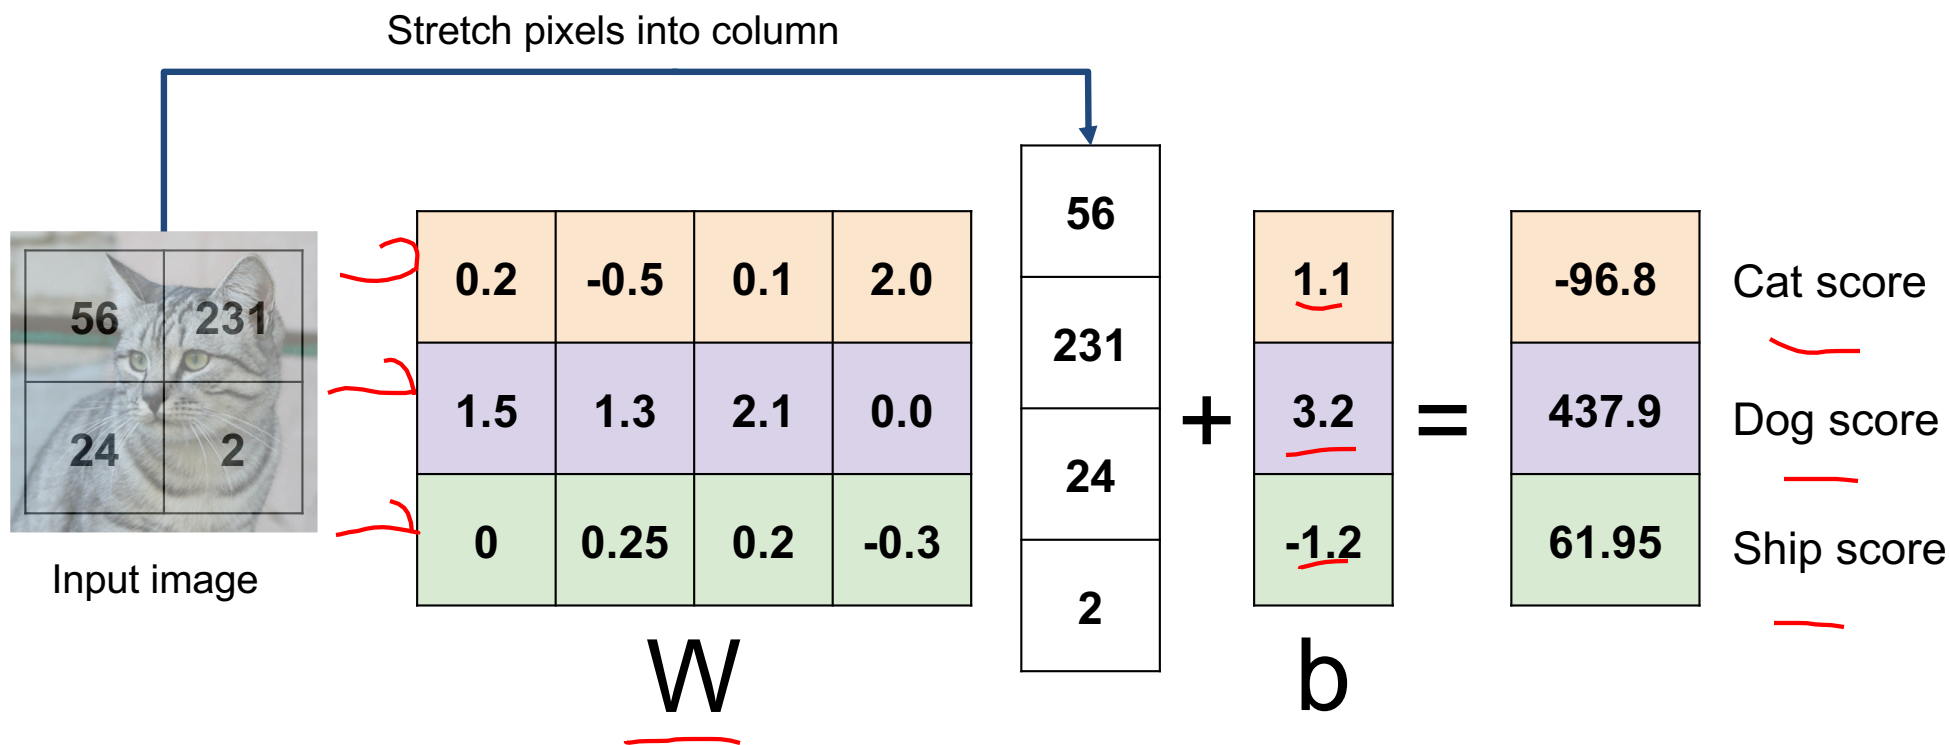 Stretch pixels into column
56 231
24 2
Input image
0.2 -0.5 0.1 2.0
1.5 1.3 2.1 0.0
0 0.25 0.2 -0.3
W
56
231
24
2
+
1.1
3.2
-1.2
b
=
-96.8 Cat score
437.9 Dog score
61.95 Ship score